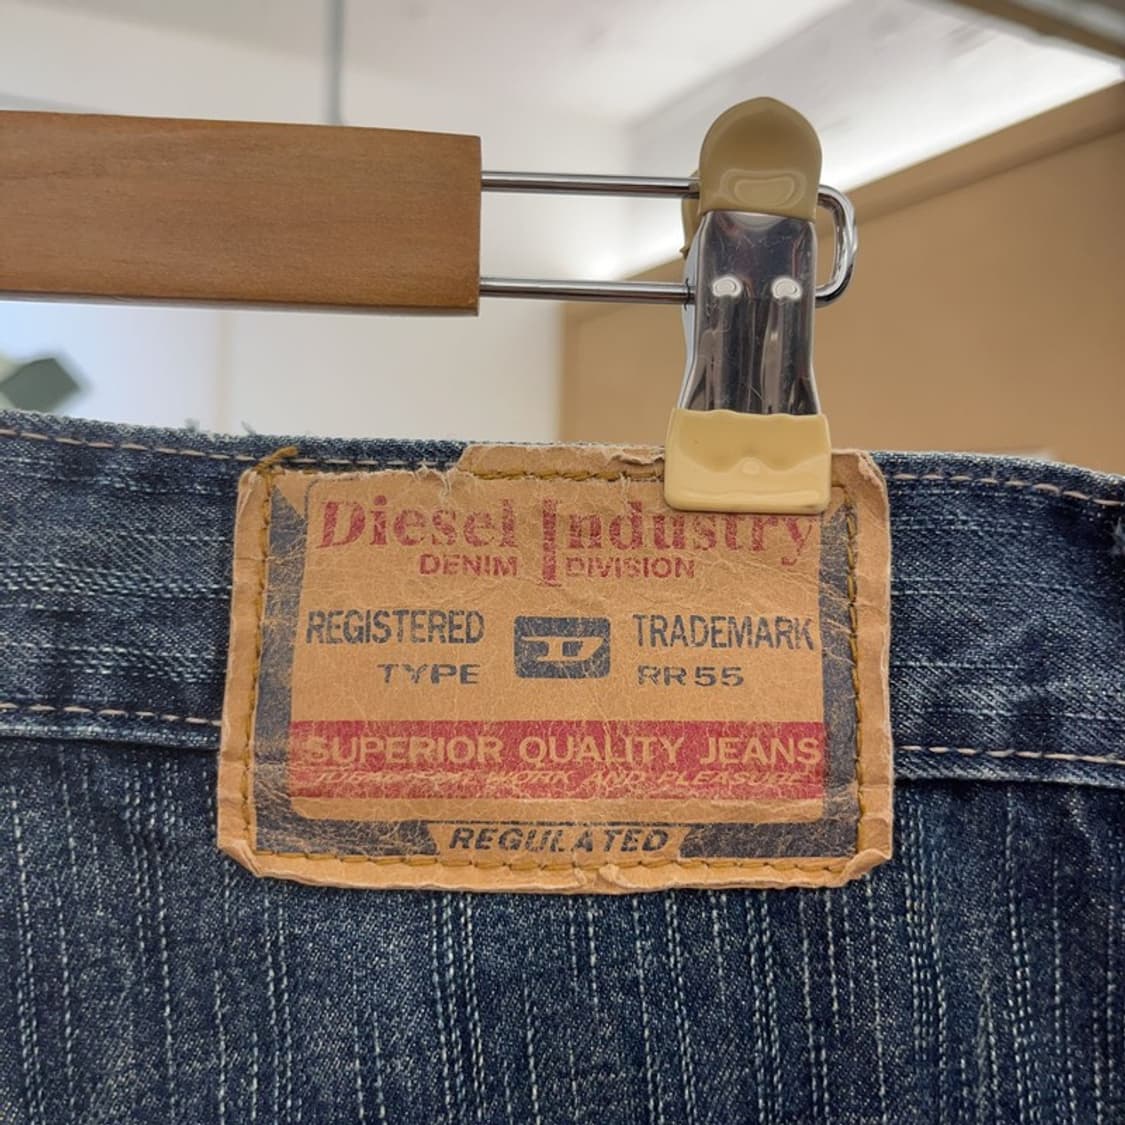 Diesel Industry
DENIM DIVISION
REGISTERED D TRADEMARK
TYPE RR55
SUPERIOR QUALITY JEANS
WORK AND PLEASURE
REGULATED